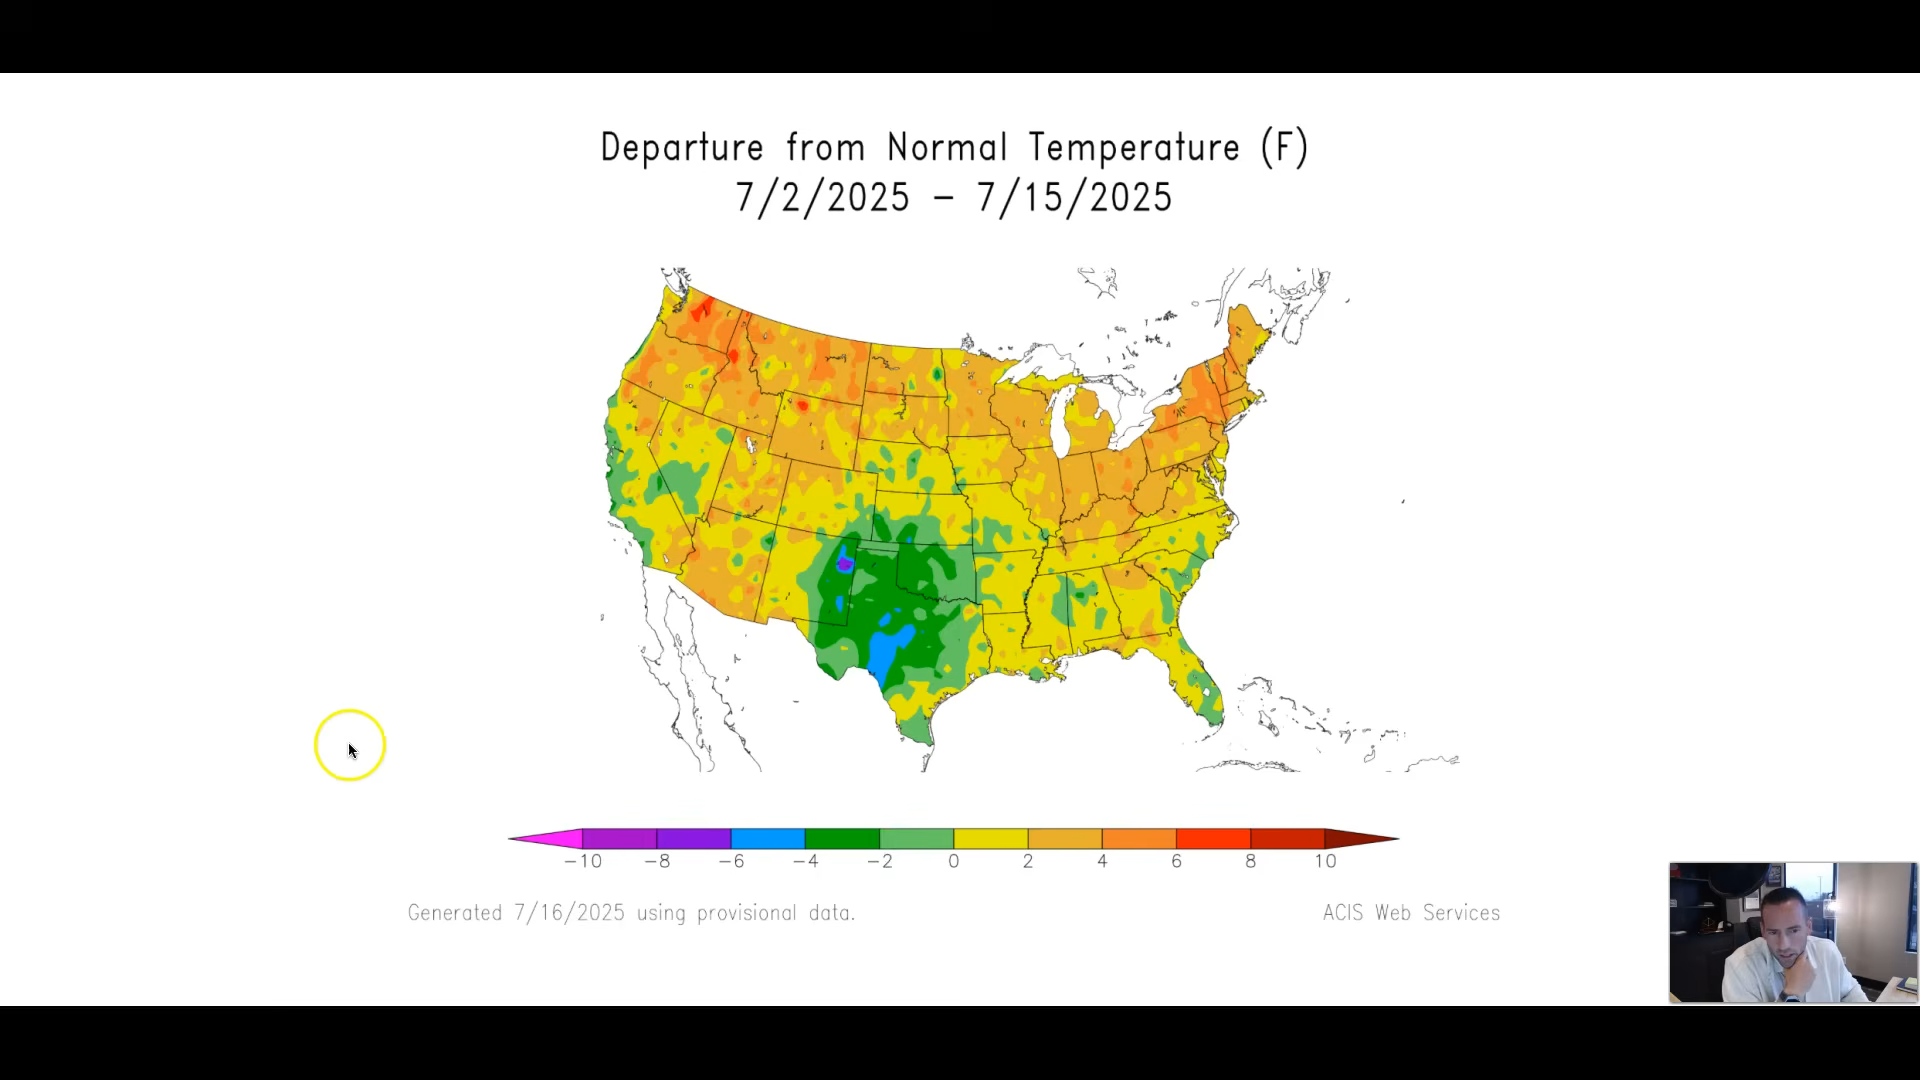 Departure from Normal Temperature (F)
7/2/2025 – 7/15/2025
−10 −8 −6 −4 −2 0 2 4 6 8 10
Generated 7/16/2025 using provisional data.
ACIS Web Services